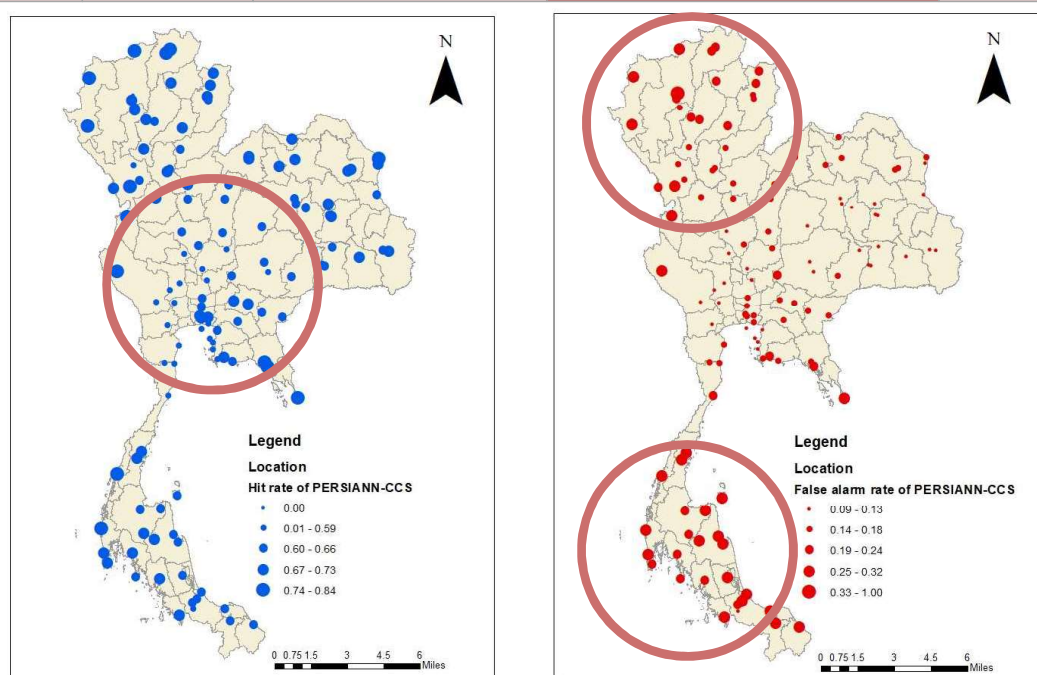 N
Legend
Location
Hit rate of PERSIANN-CCS
0.00
0.01 - 0.59
0.60 - 0.66
0.67 - 0.73
0.74 - 0.84
0 0.75 1.5 3 4.5 6
Miles
N
Legend
Location
False alarm rate of PERSIANN-CCS
0.09 - 0.13
0.14 - 0.18
0.19 - 0.24
0.25 - 0.32
0.33 - 1.00
0 0.75 1.5 3 4.5 6
Miles